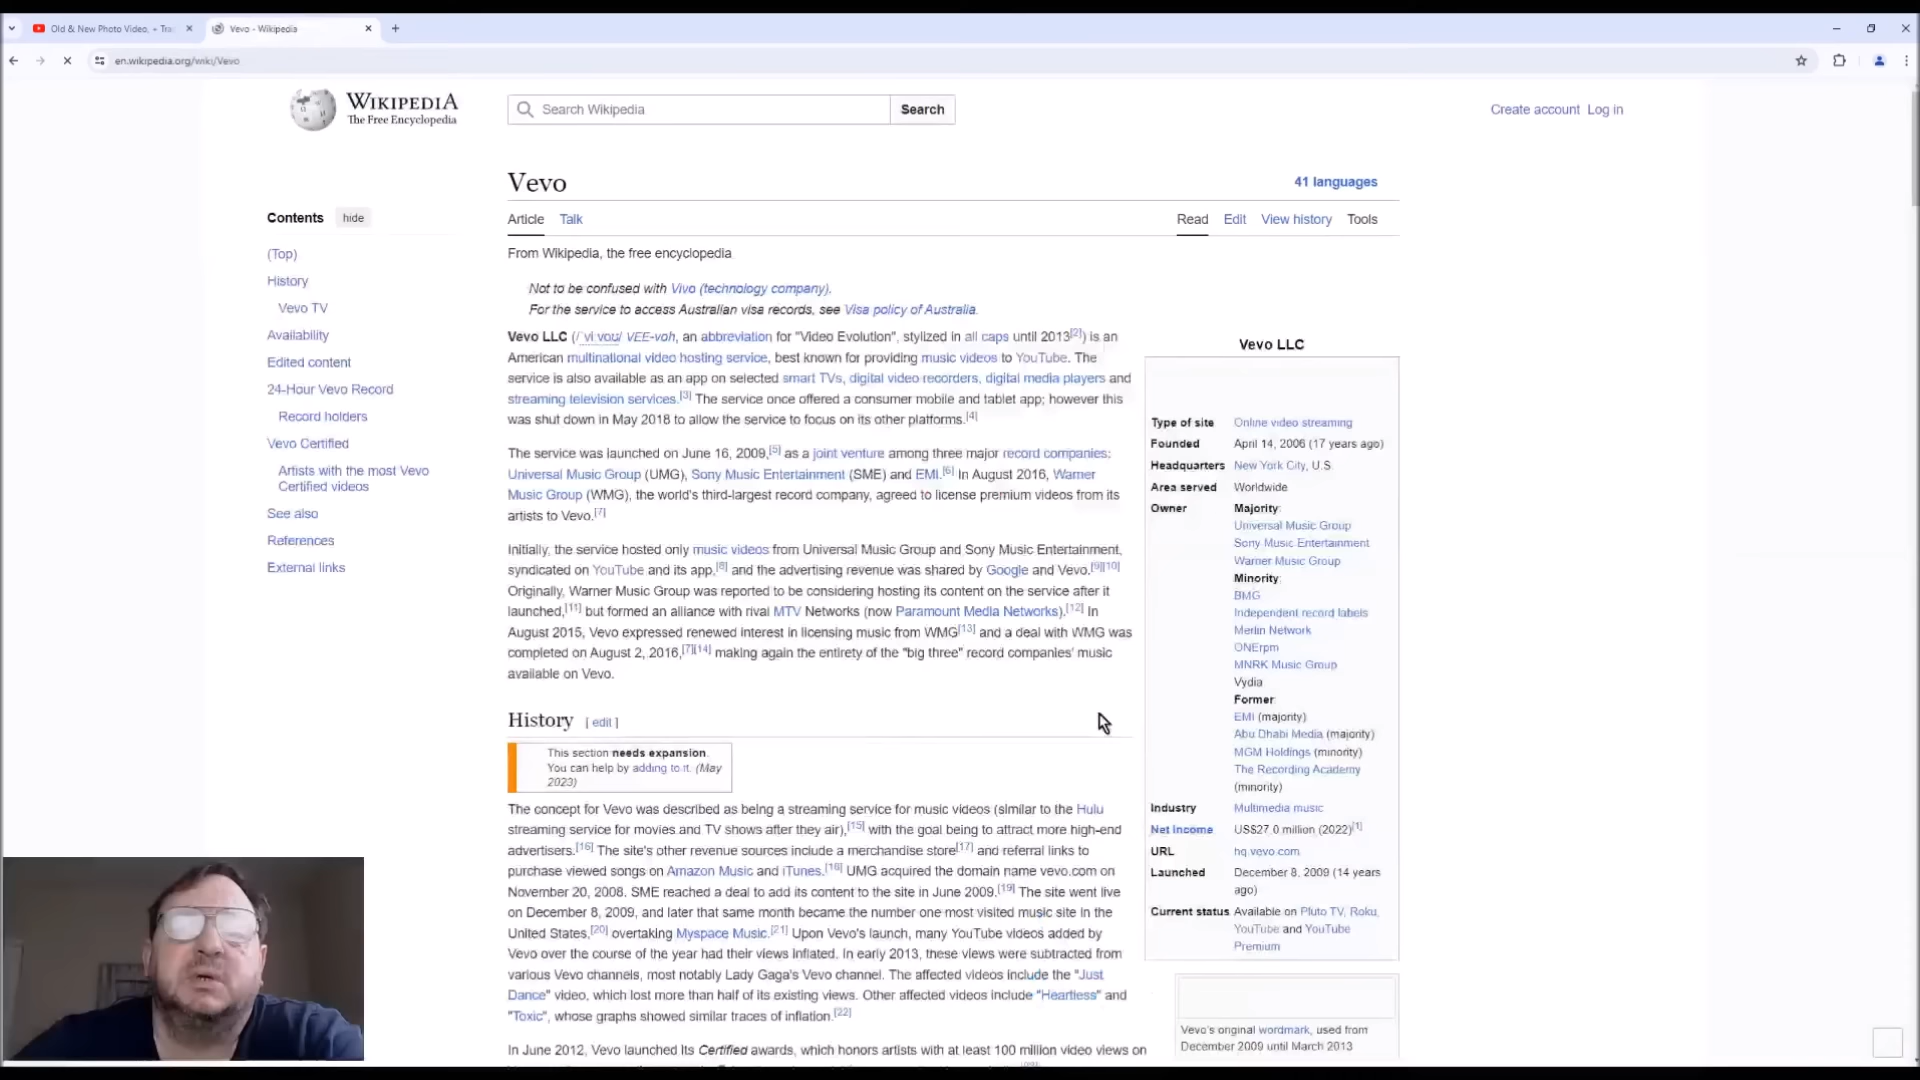 Old & New Photo Video, + Tra
Vevo - Wikipedia
en.wikipedia.org/wiki/Vevo
WIKIPEDIA
The Free Encyclopedia
Search Wikipedia
Search
Create account Log in
Vevo
41 languages
Article Talk
Read Edit View history Tools
Contents hide
(Top)
History
Vevo TV
Availability
Edited content
24-Hour Vevo Record
Record holders
Vevo Certified
Artists with the most Vevo
Certified videos
See also
References
External links
From Wikipedia, the free encyclopedia
Not to be confused with Vivo (technology company).
For the service to access Australian visa records, see Visa policy of Australia.
Vevo LLC (/ˈviːvoʊ/ VEE-voh, an abbreviation for "Video Evolution", stylized in all caps until 2013[2]) is an
American multinational video hosting service, best known for providing music videos to YouTube. The
service is also available as an app on selected smart TVs, digital video recorders, digital media players and
streaming television services.[3] The service once offered a consumer mobile and tablet app; however this
was shut down in May 2018 to allow the service to focus on its other platforms.[4]
The service was launched on June 16, 2009,[5] as a joint venture among three major record companies:
Universal Music Group (UMG), Sony Music Entertainment (SME) and EMI.[6] In August 2016, Warner
Music Group (WMG), the world's third-largest record company, agreed to license premium videos from its
artists to Vevo.[7]
Initially, the service hosted only music videos from Universal Music Group and Sony Music Entertainment,
syndicated on YouTube and its app,[8] and the advertising revenue was shared by Google and Vevo.[9][10]
Originally, Warner Music Group was reported to be considering hosting its content on the service after it
launched,[11] but formed an alliance with rival MTV Networks (now Paramount Media Networks).[12] In
August 2015, Vevo expressed renewed interest in licensing music from WMG[13] and a deal with WMG was
completed on August 2, 2016,[7][14] making again the entirety of the "big three" record companies' music
available on Vevo.
History [ edit ]
This section needs expansion.
You can help by adding to it. (May
2023)
The concept for Vevo was described as being a streaming service for music videos (similar to the Hulu
streaming service for movies and TV shows after they air),[15] with the goal being to attract more high-end
advertisers.[16] The site's other revenue sources include a merchandise store[17] and referral links to
purchase viewed songs on Amazon Music and iTunes.[18] UMG acquired the domain name vevo.com on
November 20, 2008. SME reached a deal to add its content to the site in June 2009.[19] The site went live
on December 8, 2009, and later that same month became the number one most visited music site in the
United States,[20] overtaking Myspace Music.[21] Upon Vevo's launch, many YouTube videos added by
Vevo over the course of the year had their views inflated. In early 2013, these views were subtracted from
various Vevo channels, most notably Lady Gaga's Vevo channel. The affected videos include the "Just
Dance" video, which lost more than half of its existing views. Other affected videos include "Heartless" and
"Toxic", whose graphs showed similar traces of inflation.[22]
In June 2012, Vevo launched its Certified awards, which honors artists with at least 100 million video views on
Vevo LLC
Type of site Online video streaming
Founded April 14, 2006 (17 years ago)
Headquarters New York City, U.S.
Area served Worldwide
Owner Majority:
Universal Music Group
Sony Music Entertainment
Warner Music Group
Minority:
BMG
Independent record labels
Merlin Network
ONErpm
MNRK Music Group
Vydia
Former:
EMI (majority)
Abu Dhabi Media (majority)
MGM Holdings (minority)
The Recording Academy
(minority)
Industry Multimedia music
Net income US$27.0 million (2022)[1]
URL hq.vevo.com
Launched December 8, 2009 (14 years
ago)
Current status Available on Pluto TV, Roku,
YouTube and YouTube
Premium
Vevo's original wordmark, used from
December 2009 until March 2013